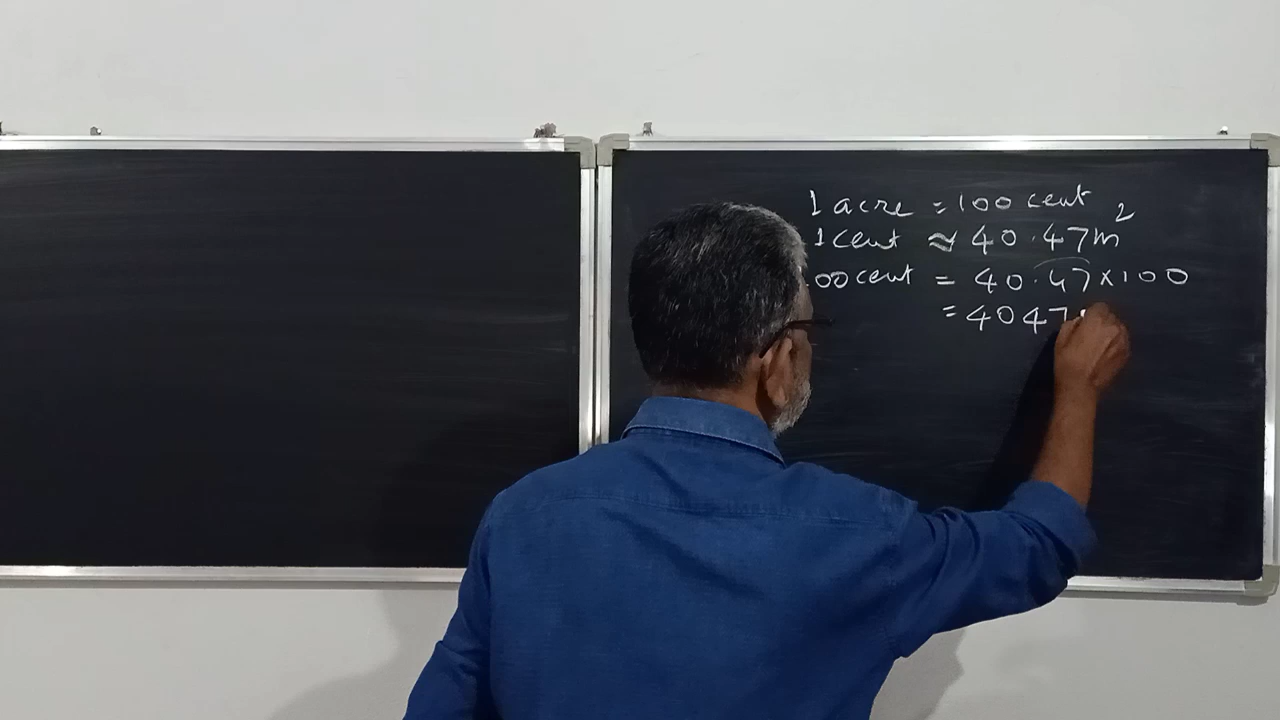 1 acre = 100 cent
1 cent ≈ 40.47m²
00 cent = 40.47×100
= 4047